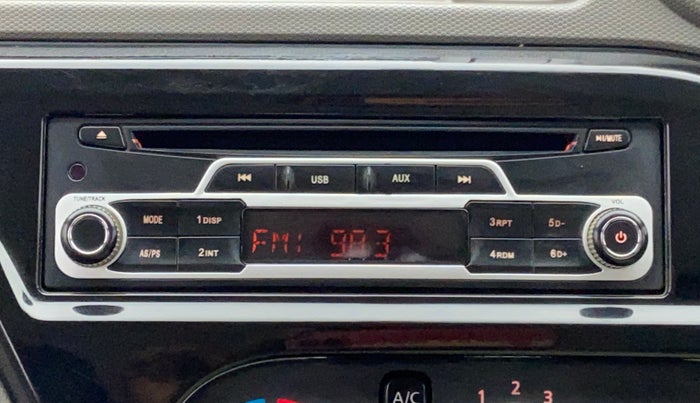 II/MUTE
TUNE/TRACK
USB
AUX
VOL
MODE
1 DISP
3 RPT
5 D-
AS/PS
2 INT
4 RDM
6 D+
FM1 98.3
A/C
1 2 3